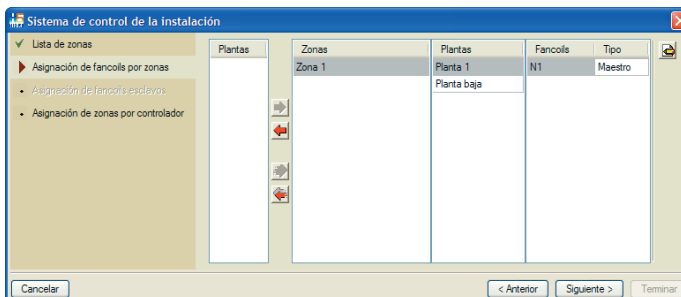 Sistema de control de la instalación
Lista de zonas
Asignación de fancoils por zonas
Asignación de fancoils esclavos
Asignación de zonas por controlador
Plantas
Zonas
Plantas
Fancoils
Tipo
Zona 1
Planta 1
N1
Maestro
Planta baja
Cancelar
< Anterior
Siguiente >
Terminar